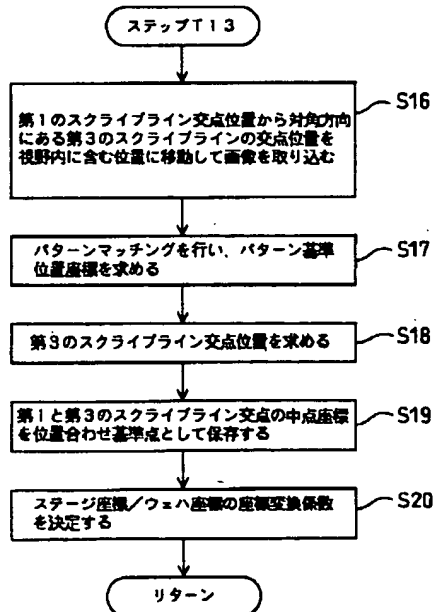 ステップT13
第1のスクライブライン交点位置から対角方向
にある第3のスクライブラインの交点位置を
視野内に含む位置に移動して画像を取り込む
S16
パターンマッチングを行い、パターン基準
位置座標を求める
S17
第3のスクライブライン交点位置を求める
S18
第1と第3のスクライブライン交点の中点座標
を位置合わせ基準点として保存する
S19
ステージ座標/ウェハ座標の座標変換係数
を決定する
S20
リターン